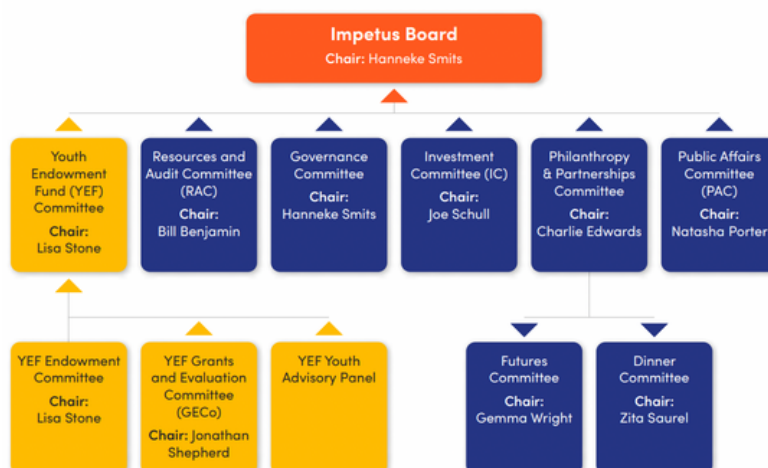 Impetus Board
Chair: Hanneke Smits
Youth
Endowment
Fund (YEF)
Committee
Chair:
Lisa Stone
Resources and
Audit Committee
(RAC)
Chair:
Bill Benjamin
Governance
Committee
Chair:
Hanneke Smits
Investment
Committee (IC)
Chair:
Joe Schull
Philanthropy
& Partnerships
Committee
Chair:
Charlie Edwards
Public Affairs
Committee
(PAC)
Chair:
Natasha Porter
YEF Endowment
Committee
Chair:
Lisa Stone
YEF Grants
and Evaluation
Committee
(GECo)
Chair: Jonathan
Shepherd
YEF Youth
Advisory Panel
Futures
Committee
Chair:
Gemma Wright
Dinner
Committee
Chair:
Zita Saurel